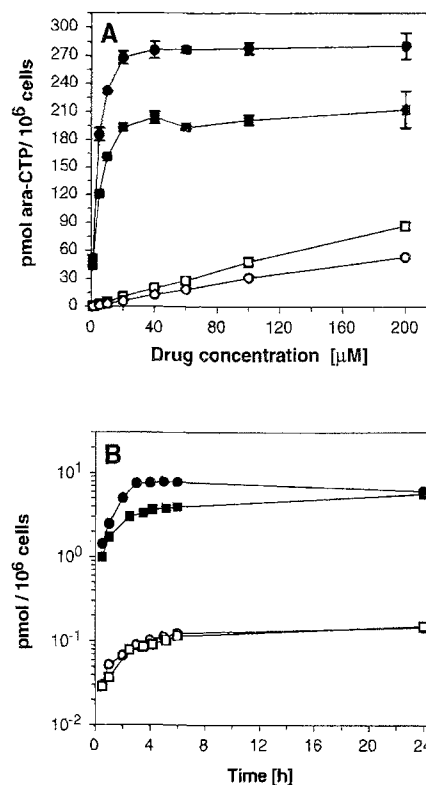 A
pmol ara-CTP/ 10⁶ cells
300
270
240
210
180
150
120
90
60
30
0
0 40 80 120 160 200
Drug concentration [µM]
B
pmol / 10⁶ cells
10¹
10⁰
10⁻¹
10⁻²
0 4 8 12 16 20 24
Time [h]